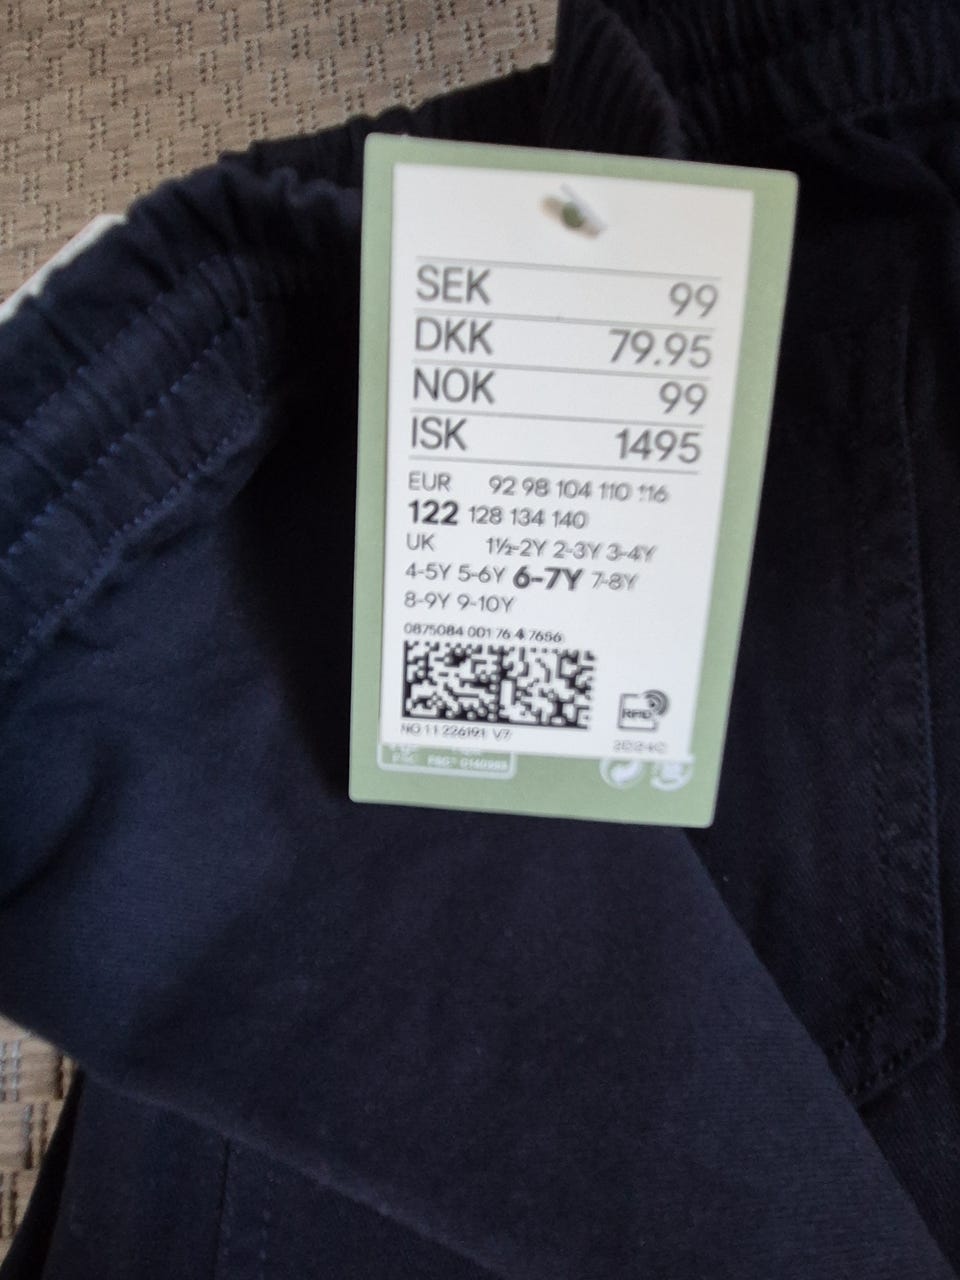 SEK 99
DKK 79.95
NOK 99
ISK 1495
EUR 92 98 104 110 116
122 128 134 140
UK 1½-2Y 2-3Y 3-4Y
4-5Y 5-6Y 6-7Y 7-8Y
8-9Y 9-10Y
0875084 001 76 4 7656
RFID
NO 11 226191 V7